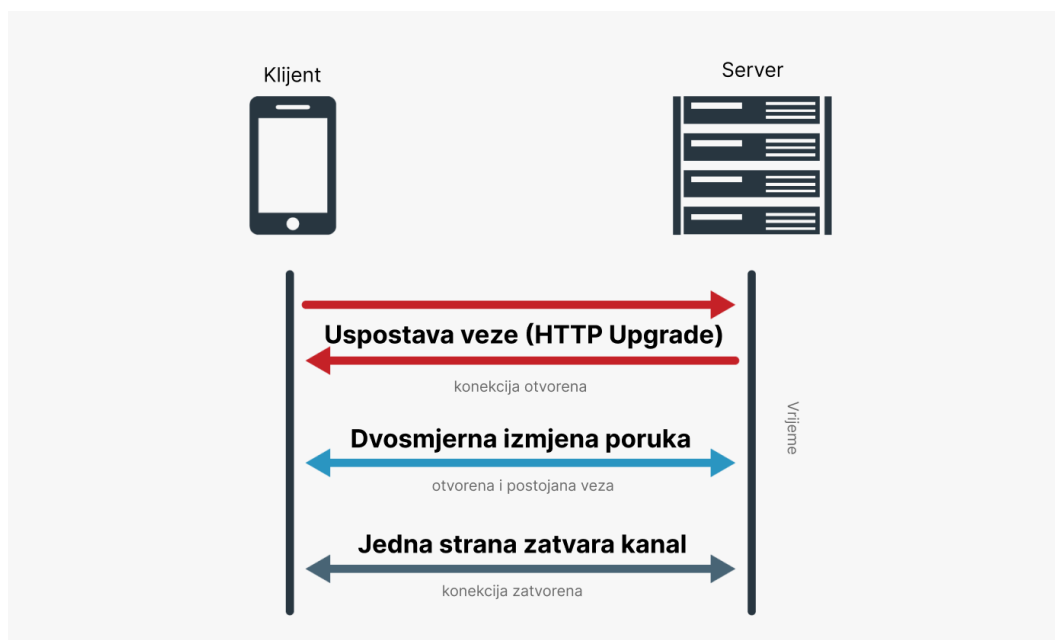 Klijent
Server
Uspostava veze (HTTP Upgrade)
konekcija otvorena
Vrijeme
Dvosmjerna izmjena poruka
otvorena i postojana veza
Jedna strana zatvara kanal
konekcija zatvorena